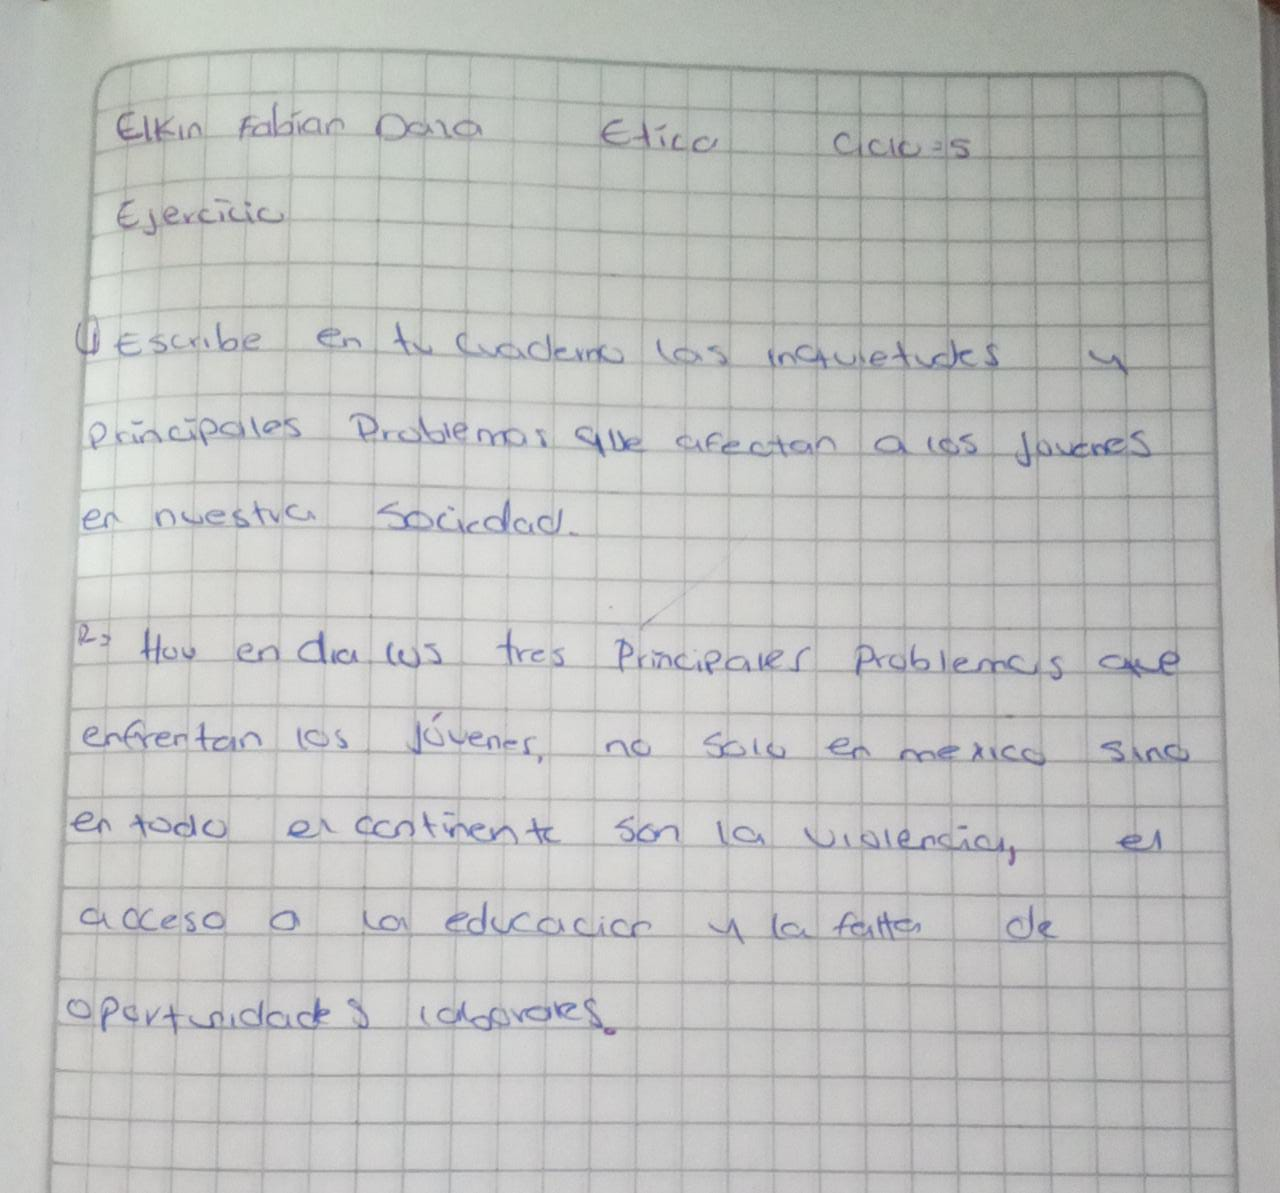 Elkin Fabian Daza Etica Ciclo=5
Ejercicio
1) Escribe en tu cuaderno las inquietudes y
principales Problemas que afectan a los jovenes
en nuestra Sociedad.
R= Hoy en dia los tres Principales Problemas que
enfrentan los jóvenes, no solo en mexico sino
en todo el continente son la violencia, el
acceso a la educacion y la falta de
oportunidades laborales.